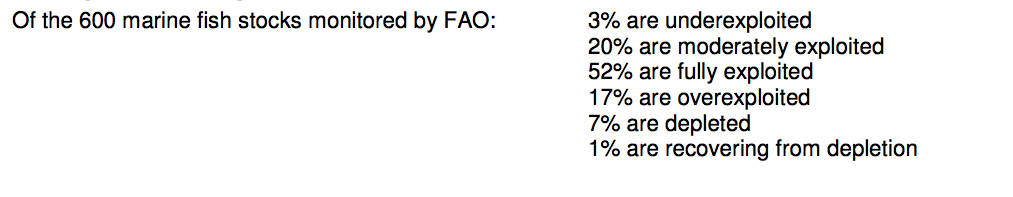 Of the 600 marine fish stocks monitored by FAO:
3% are underexploited
20% are moderately exploited
52% are fully exploited
17% are overexploited
7% are depleted
1% are recovering from depletion